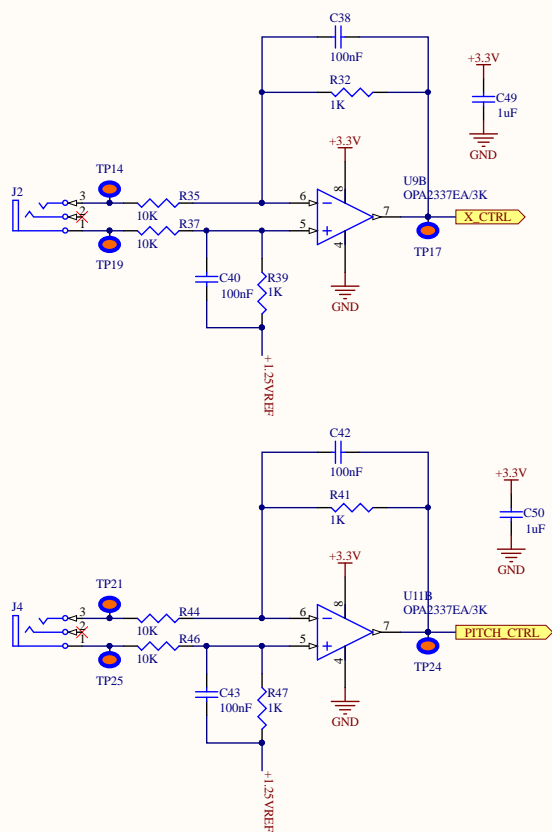 C38
100nF
R32
1K
+3.3V
C49
1uF
GND
J2
TP14
3
2
1
R35
10K
R37
10K
TP19
+3.3V
6
5
8
4
7
U9B
OPA2337EA/3K
X_CTRL
TP17
GND
C40
100nF
R39
1K
+1.25VREF
C42
100nF
R41
1K
+3.3V
C50
1uF
GND
J4
TP21
3
2
1
R44
10K
R46
10K
TP25
+3.3V
6
5
8
4
7
U11B
OPA2337EA/3K
PITCH_CTRL
TP24
GND
C43
100nF
R47
1K
+1.25VREF